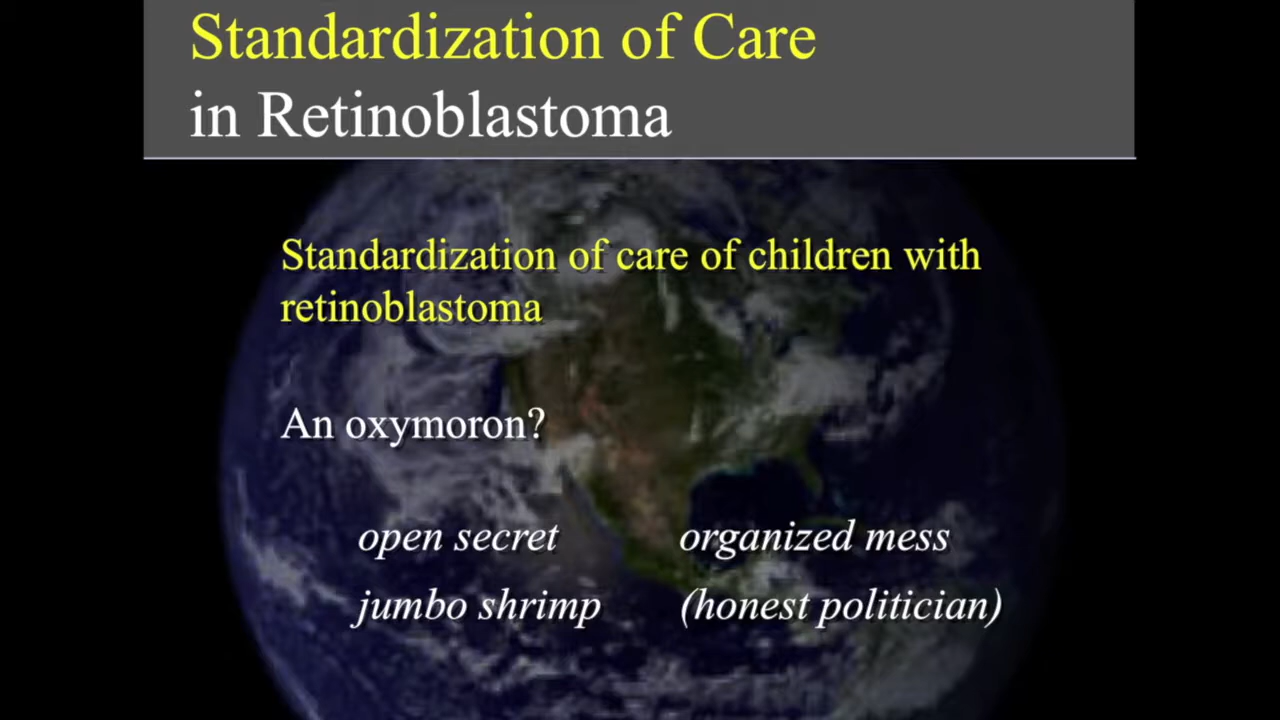 Standardization of Care
in Retinoblastoma
Standardization of care of children with
retinoblastoma
An oxymoron?
open secret organized mess
jumbo shrimp (honest politician)